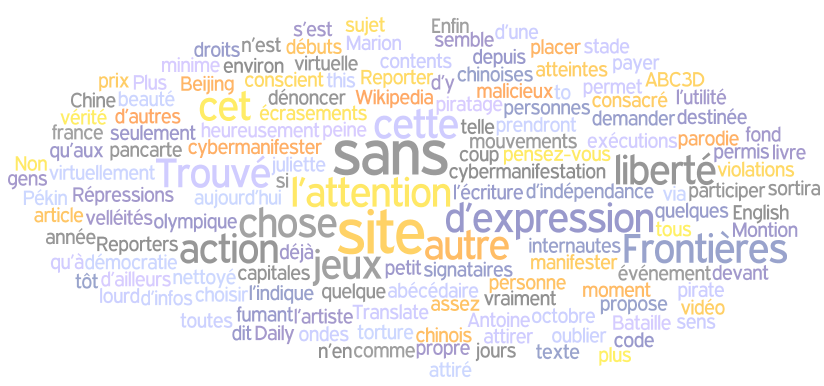 s'est sujet Enfin d'une
droits n'est débuts Marion semble depuis placer stade
minime environ virtuelle contents d'y chinoises payer
prix Plus Beijing conscient this Reporter malicieux to atteintes permet ABC3D
Chine beauté dénoncer Wikipedia piratage personnes consacré l'utilité
vérité d'autres cet écrasements cette telle prendront demander destinée
france seulement heureusement peine mouvements exécutions parodie fond
qu'aux pancarte cybermanifester sans coup pensez-vous permis livre
Non virtuellement Trouvé juliette cybermanifestation liberté violations
gens si l'attention l'écriture d'indépendance via participer sortira
Pékin Répressions aujourd'hui
article velléités olympique chose site d'expression quelques English
année Reporters action autre internautes tous Montion
qu'à démocratie déjà jeux petit signataires manifester Frontières
tôt d'ailleurs nettoyé capitales personne événement devant
lourd d'infos choisir l'indique quelque abécédaire vraiment moment pirate
toutes fumant l'artiste Translate assez Antoine octobre propose vidéo
dit Daily ondes torture chinois attirer oublier Bataille sens
n'en comme propre jours texte code
attiré plus